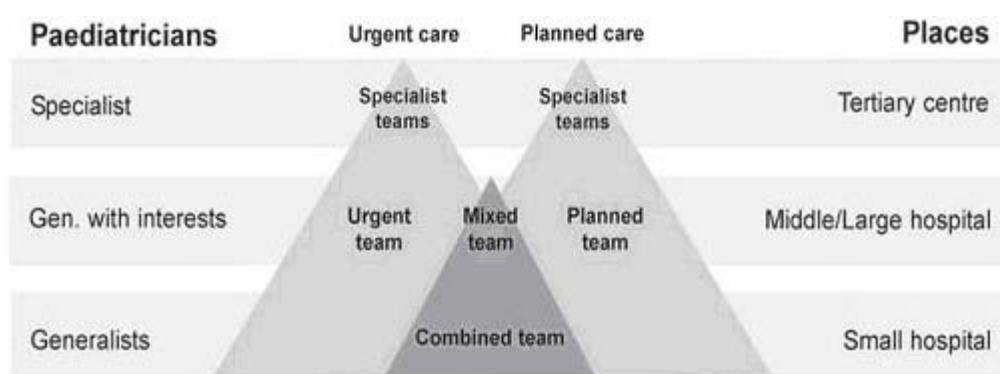 Paediatricians Urgent care Planned care Places
Specialist Specialist teams Specialist teams Tertiary centre
Gen. with interests Urgent team Mixed team Planned team Middle/Large hospital
Generalists Combined team Small hospital